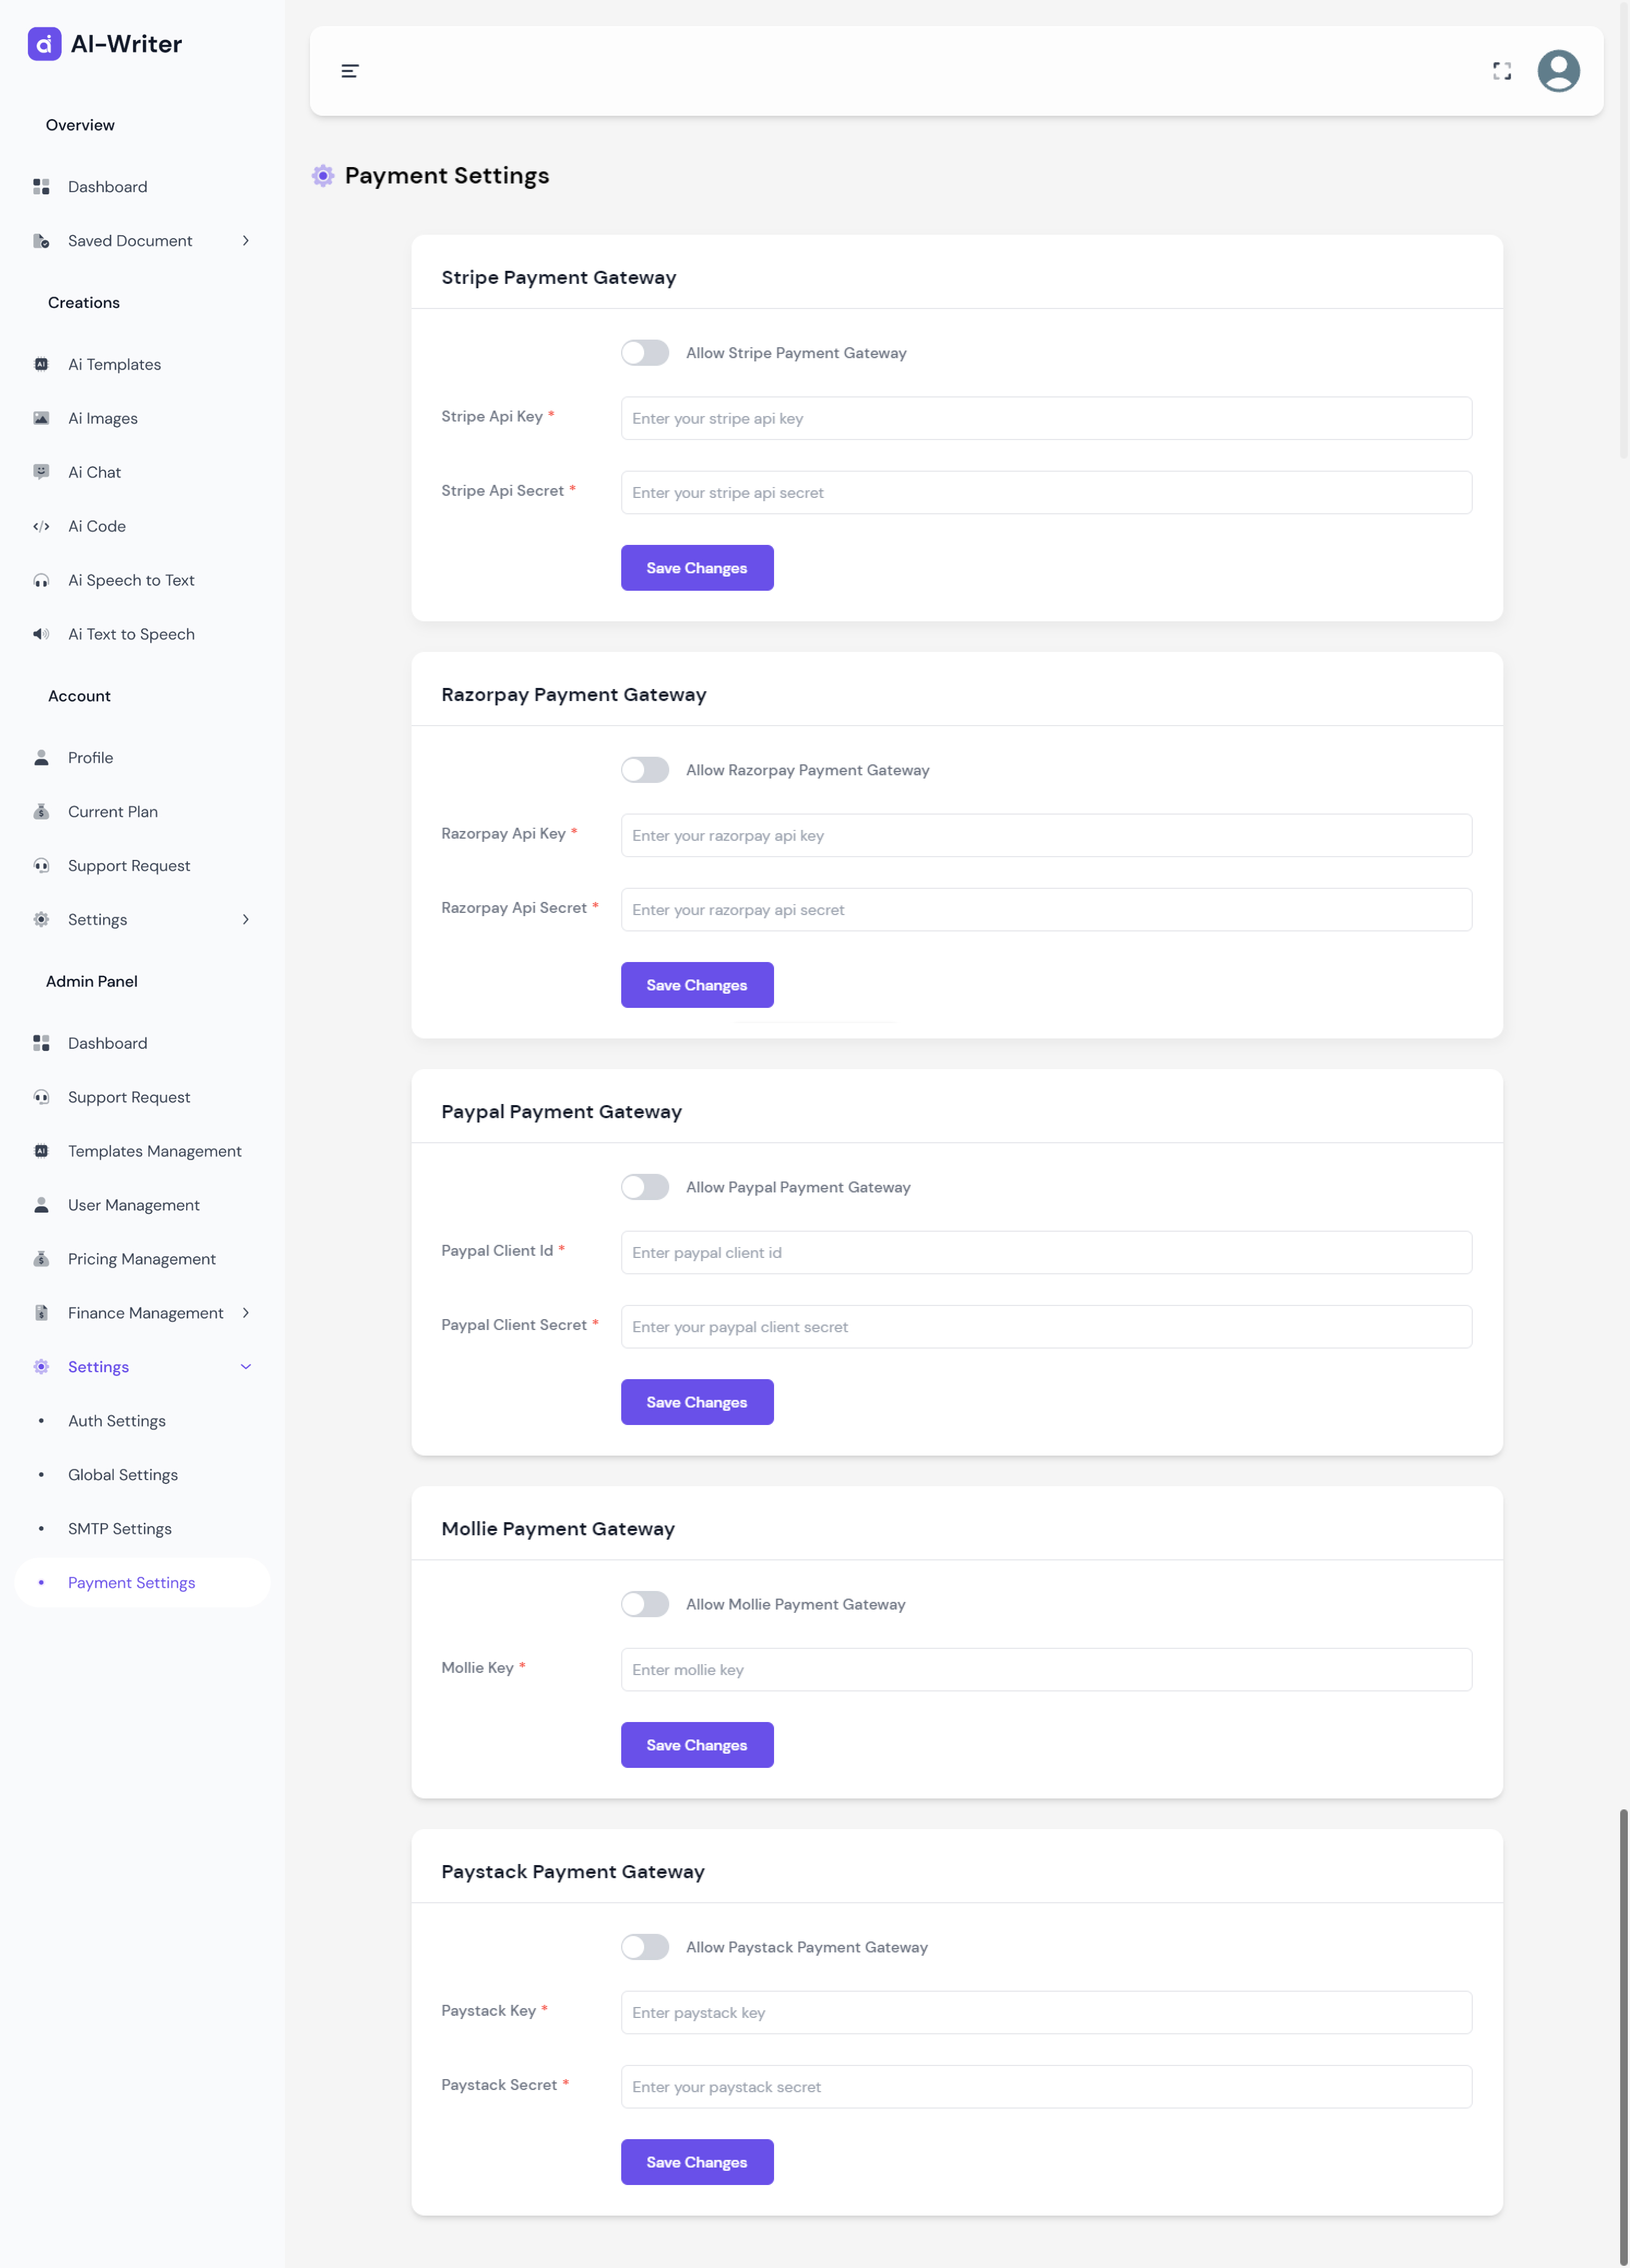 AI-Writer
Overview
Dashboard
Saved Document
Creations
Ai Templates
Ai Images
Ai Chat
Ai Code
Ai Speech to Text
Ai Text to Speech
Account
Profile
Current Plan
Support Request
Settings
Admin Panel
Dashboard
Support Request
Templates Management
User Management
Pricing Management
Finance Management
Settings
• Auth Settings
• Global Settings
• SMTP Settings
• Payment Settings
Payment Settings
Stripe Payment Gateway
Allow Stripe Payment Gateway
Stripe Api Key * Enter your stripe api key
Stripe Api Secret * Enter your stripe api secret
Save Changes
Razorpay Payment Gateway
Allow Razorpay Payment Gateway
Razorpay Api Key * Enter your razorpay api key
Razorpay Api Secret * Enter your razorpay api secret
Save Changes
Paypal Payment Gateway
Allow Paypal Payment Gateway
Paypal Client Id * Enter paypal client id
Paypal Client Secret * Enter your paypal client secret
Save Changes
Mollie Payment Gateway
Allow Mollie Payment Gateway
Mollie Key * Enter mollie key
Save Changes
Paystack Payment Gateway
Allow Paystack Payment Gateway
Paystack Key * Enter paystack key
Paystack Secret * Enter your paystack secret
Save Changes